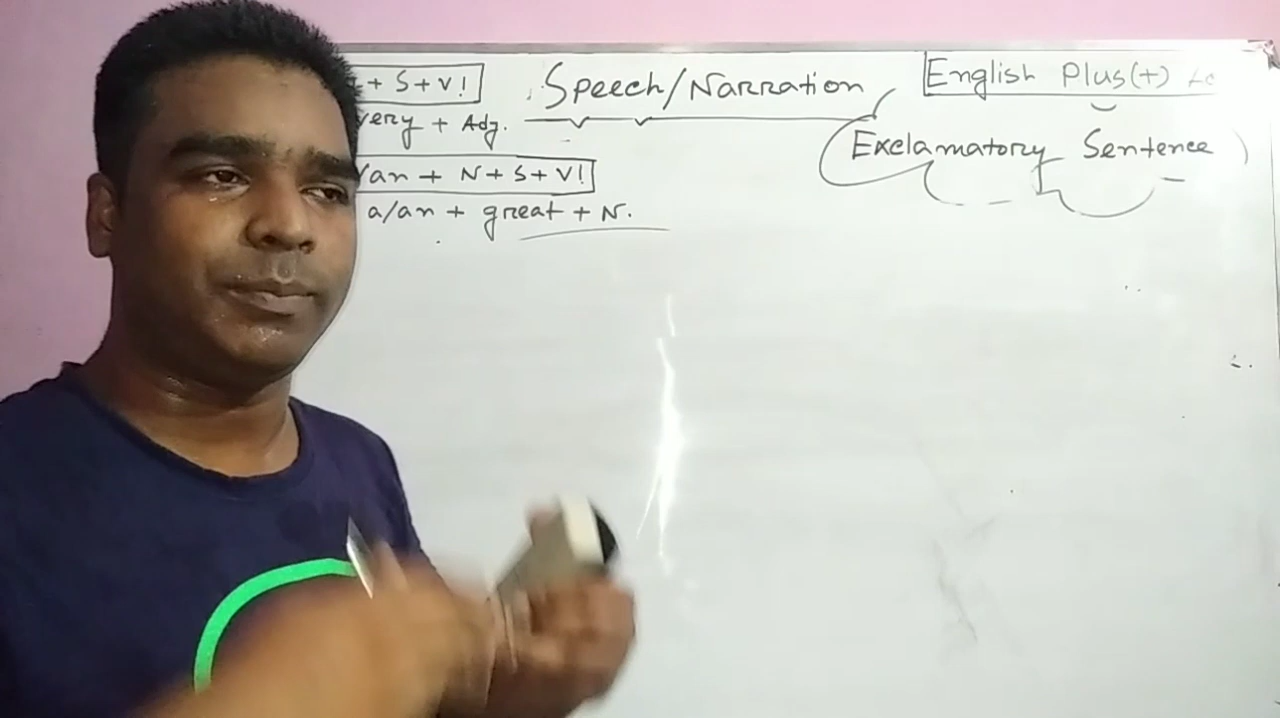 + S + V! Speech/Narration English Plus(+)
very + Adj. Exclamatory Sentence
/an + N + S + V!
a/an + great + N.